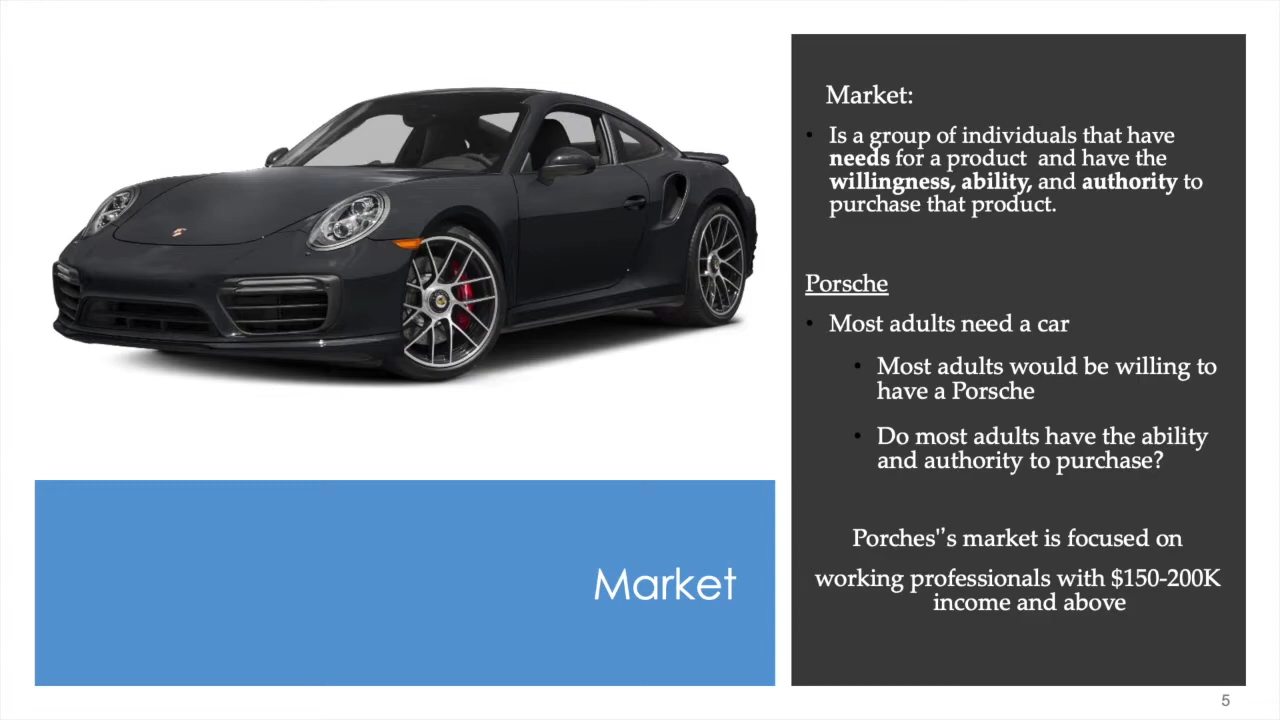 Market:
• Is a group of individuals that have
needs for a product and have the
willingness, ability, and authority to
purchase that product.
Porsche
• Most adults need a car
• Most adults would be willing to
have a Porsche
• Do most adults have the ability
and authority to purchase?
Porches"s market is focused on
working professionals with $150-200K
income and above
Market
5